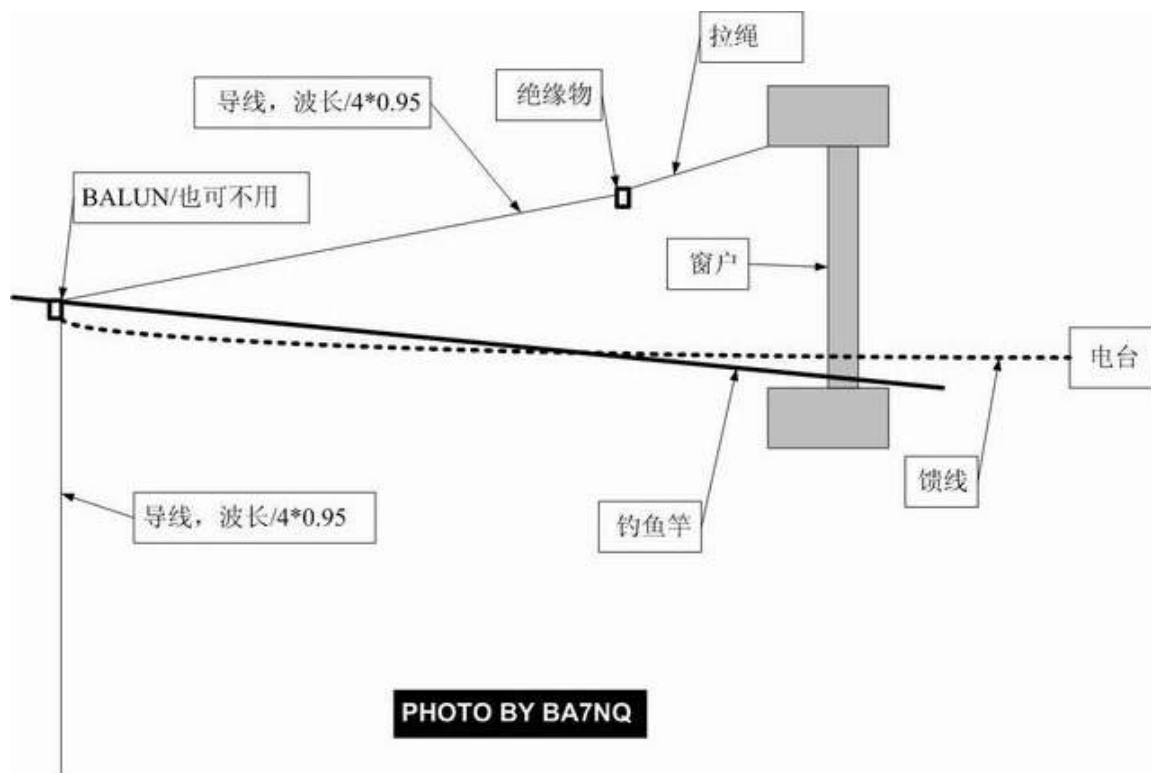 拉绳
导线，波长/4*0.95
绝缘物
BALUN/也可不用
窗户
电台
馈线
导线，波长/4*0.95
钓鱼竿
PHOTO BY BA7NQ